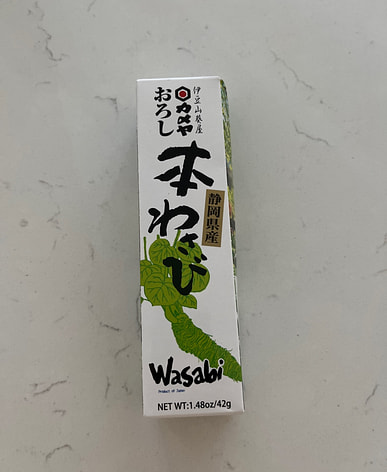 伊豆山葵屋
カメヤ
おろし
本わさび
静岡県産
Wasabi
Product of Japan
NET WT:1.48oz/42g